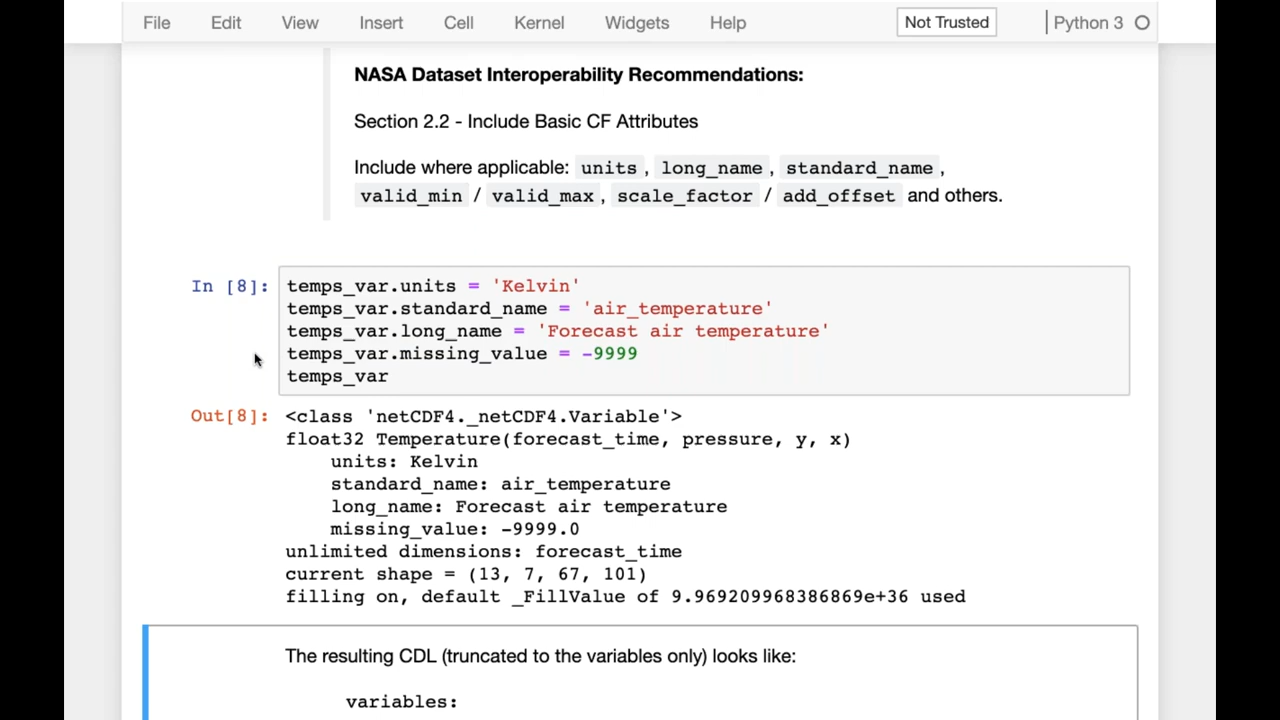 File Edit View Insert Cell Kernel Widgets Help Not Trusted Python 3
NASA Dataset Interoperability Recommendations:
Section 2.2 - Include Basic CF Attributes
Include where applicable: units, long_name, standard_name,
valid_min / valid_max, scale_factor / add_offset and others.
In [8]: temps_var.units = 'Kelvin'
temps_var.standard_name = 'air_temperature'
temps_var.long_name = 'Forecast air temperature'
temps_var.missing_value = -9999
temps_var
Out[8]: <class 'netCDF4._netCDF4.Variable'>
float32 Temperature(forecast_time, pressure, y, x)
    units: Kelvin
    standard_name: air_temperature
    long_name: Forecast air temperature
    missing_value: -9999.0
unlimited dimensions: forecast_time
current shape = (13, 7, 67, 101)
filling on, default _FillValue of 9.969209968386869e+36 used
The resulting CDL (truncated to the variables only) looks like:
variables: